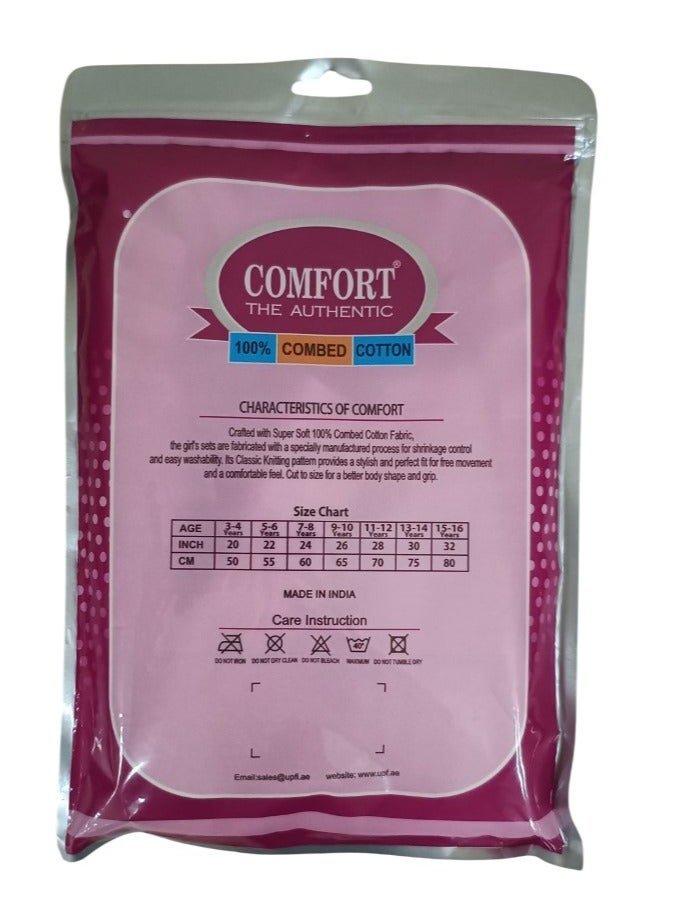 COMFORT®
THE AUTHENTIC
100% COMBED COTTON
CHARACTERISTICS OF COMFORT
Crafted with Super Soft 100% Combed Cotton Fabric,
the girl's sets are fabricated with a specially manufactured process for shrinkage control
and easy washability. Its Classic Knitting pattern provides a stylish and perfect fit for free movement
and a comfortable feel. Cut to size for a better body shape and grip.
Size Chart
AGE 3-4 Years 5-6 Years 7-8 Years 9-10 Years 11-12 Years 13-14 Years 15-16 Years
INCH 20 22 24 26 28 30 32
CM 50 55 60 65 70 75 80
MADE IN INDIA
Care Instruction
40°
DO NOT IRON DO NOT DRY CLEAN DO NOT BLEACH MAXIMUM DO NOT TUMBLE DRY
Email:sales@upfl.ae website: www.upf.ae